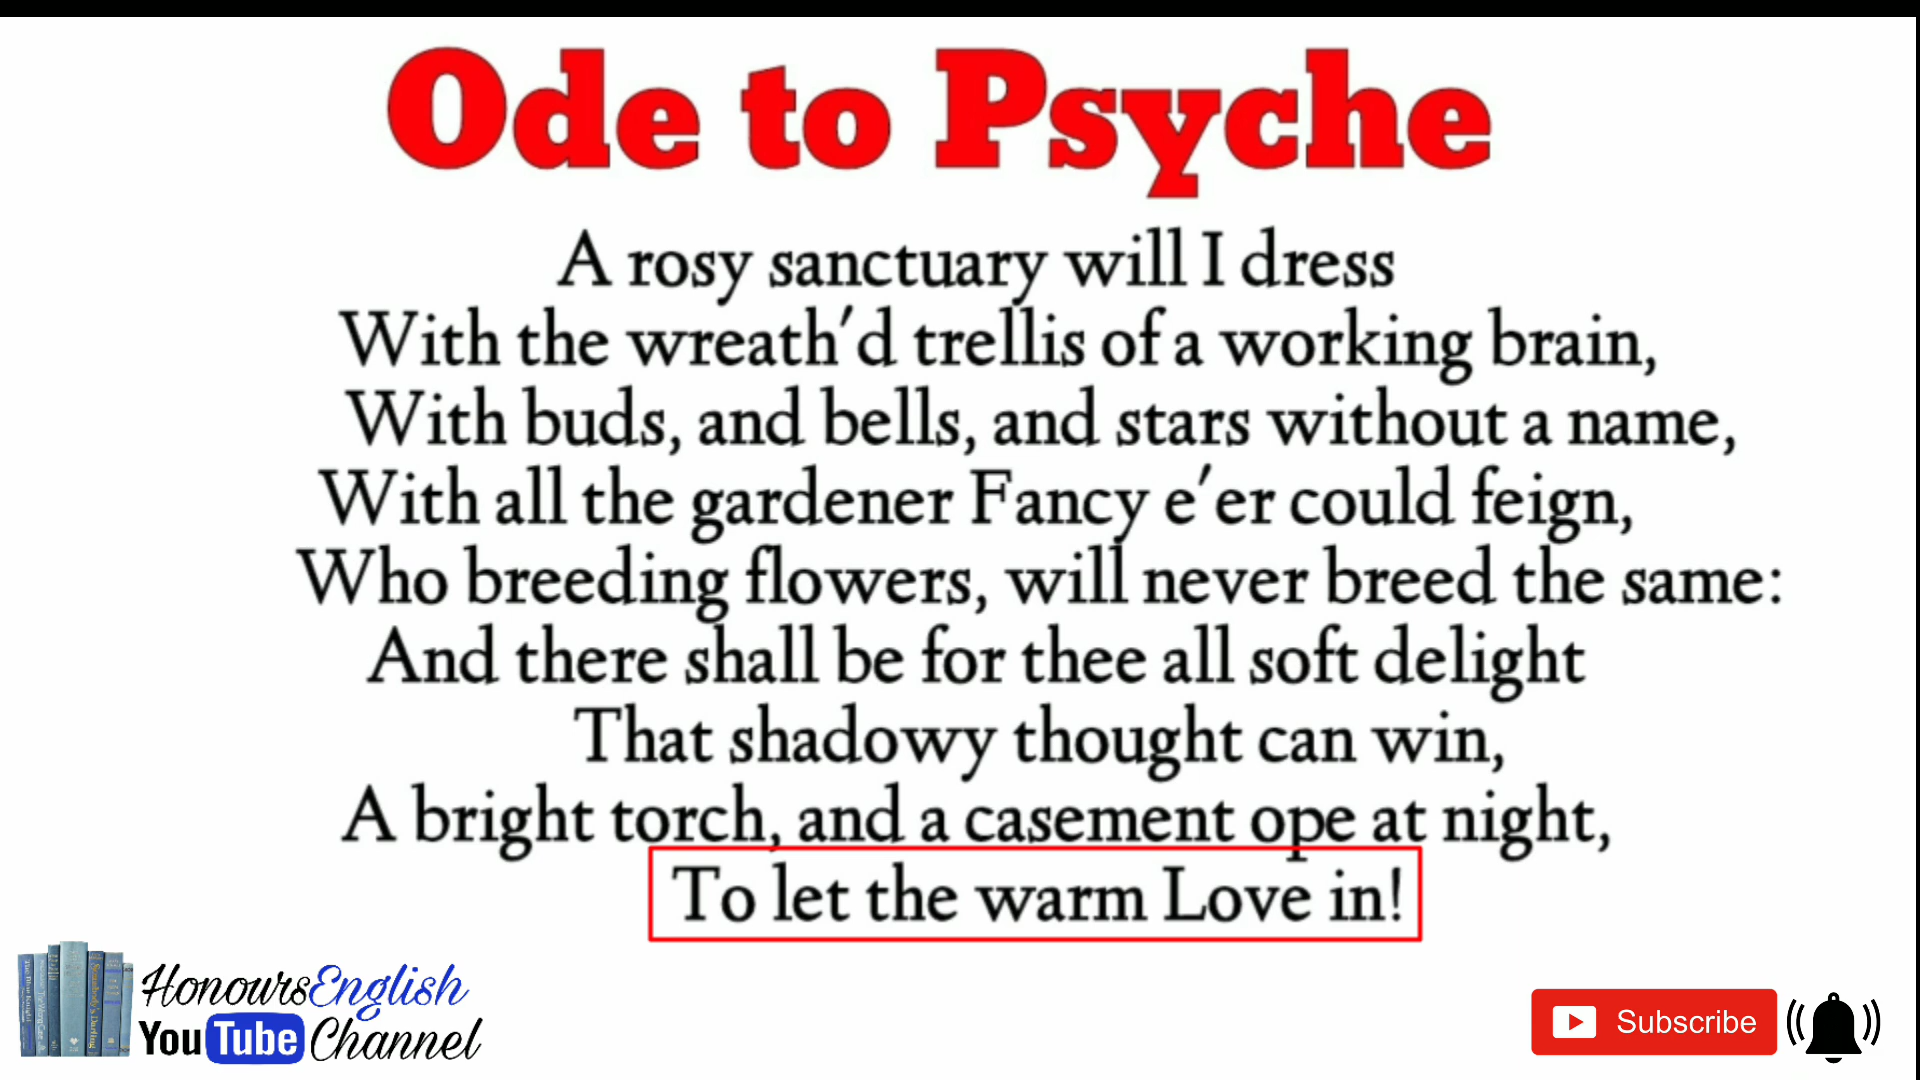 Ode to Psyche
A rosy sanctuary will I dress
With the wreath'd trellis of a working brain,
With buds, and bells, and stars without a name,
With all the gardener Fancy e'er could feign,
Who breeding flowers, will never breed the same:
And there shall be for thee all soft delight
That shadowy thought can win,
A bright torch, and a casement ope at night,
To let the warm Love in!
HonoursEnglish
YouTube Channel
Subscribe